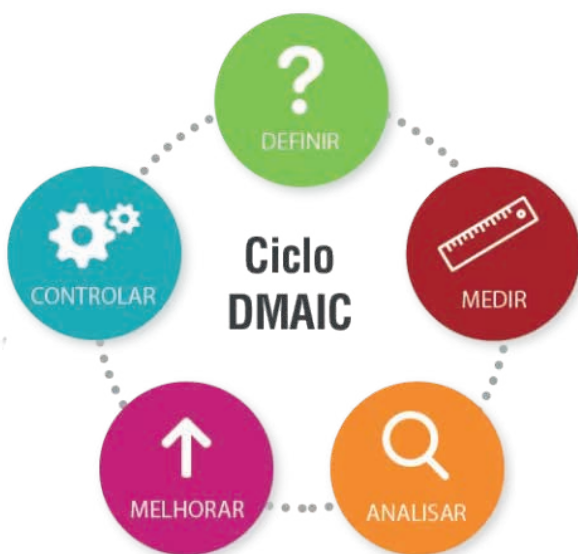 DEFINIR
MEDIR
ANALISAR
MELHORAR
CONTROLAR
Ciclo
DMAIC